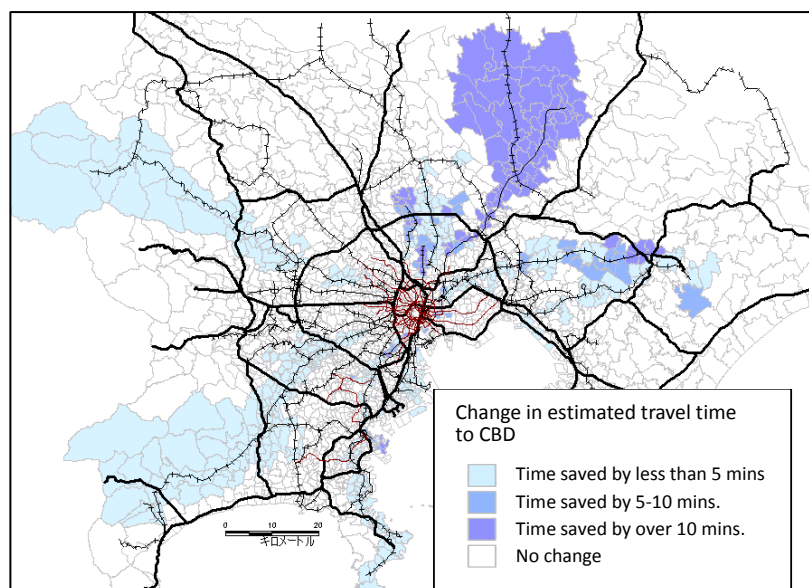 Change in estimated travel time
to CBD
Time saved by less than 5 mins
Time saved by 5-10 mins.
Time saved by over 10 mins.
No change
0 10 20
キロメートル